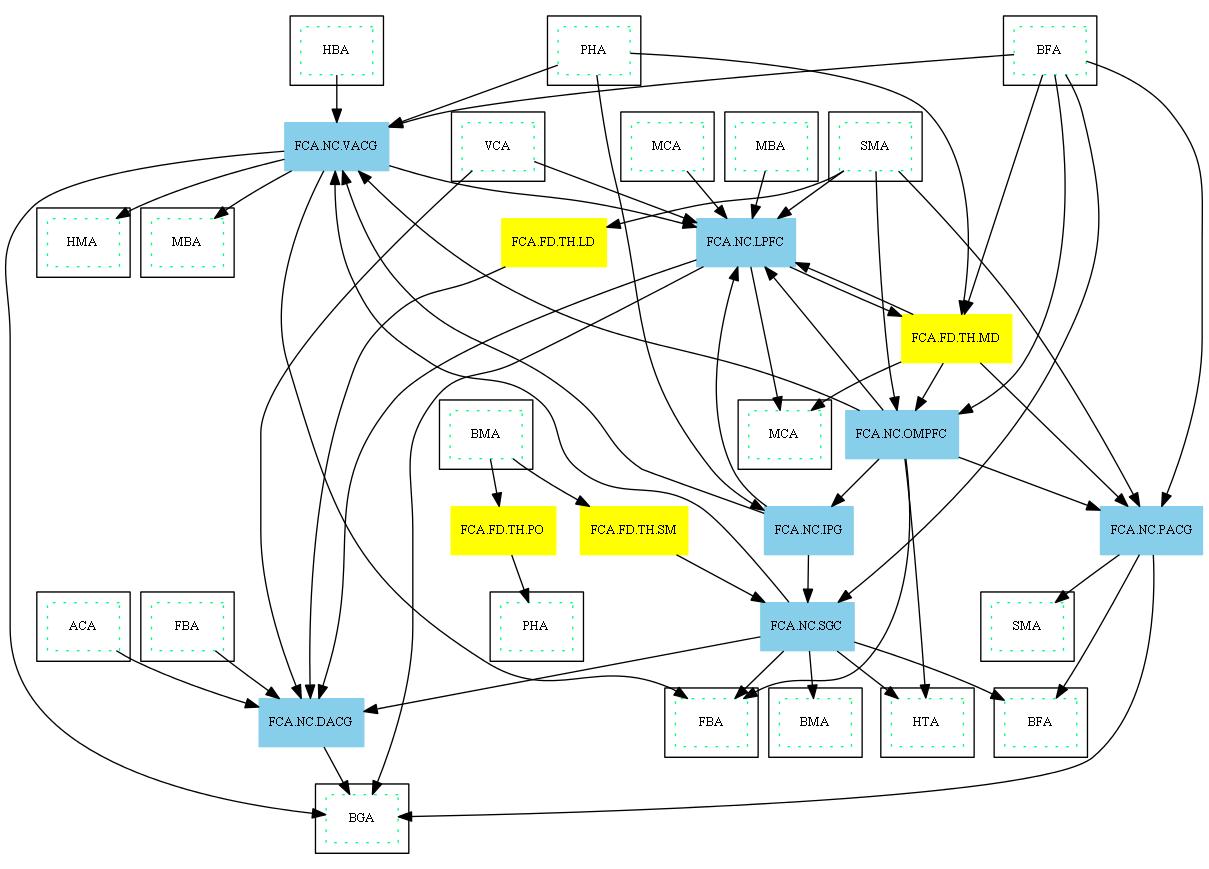 HBA
PHA
BFA
FCA.NC.VACG
VCA
MCA
MBA
SMA
HMA
MBA
FCA.FD.TH.LD
FCA.NC.LPFC
FCA.FD.TH.MD
BMA
MCA
FCA.NC.OMPFC
FCA.FD.TH.PO
FCA.FD.TH.SM
FCA.NC.IPG
FCA.NC.PACG
ACA
FBA
PHA
FCA.NC.SGC
SMA
FCA.NC.DACG
FBA
BMA
HTA
BFA
BGA